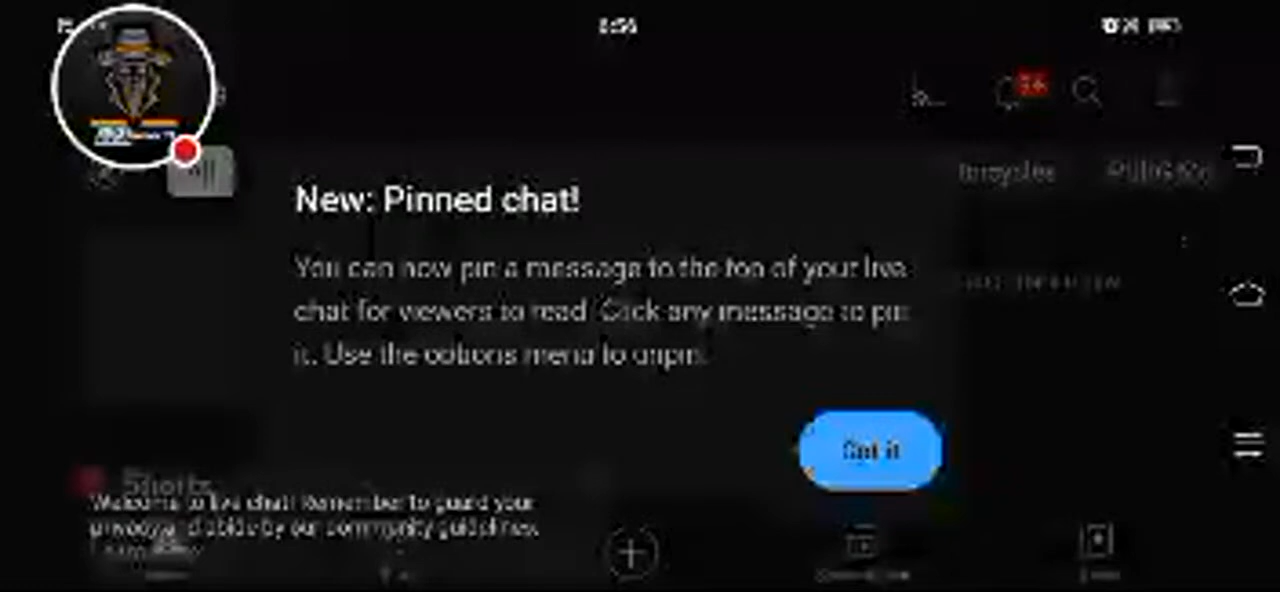 New: Pinned chat!
You can now pin a message to the top of your live
chat for viewers to read. Click any message to pin
it. Use the options menu to unpin.
Got it
Shorts
Welcome to live chat! Remember to guard your
privacy and abide by our community guidelines.